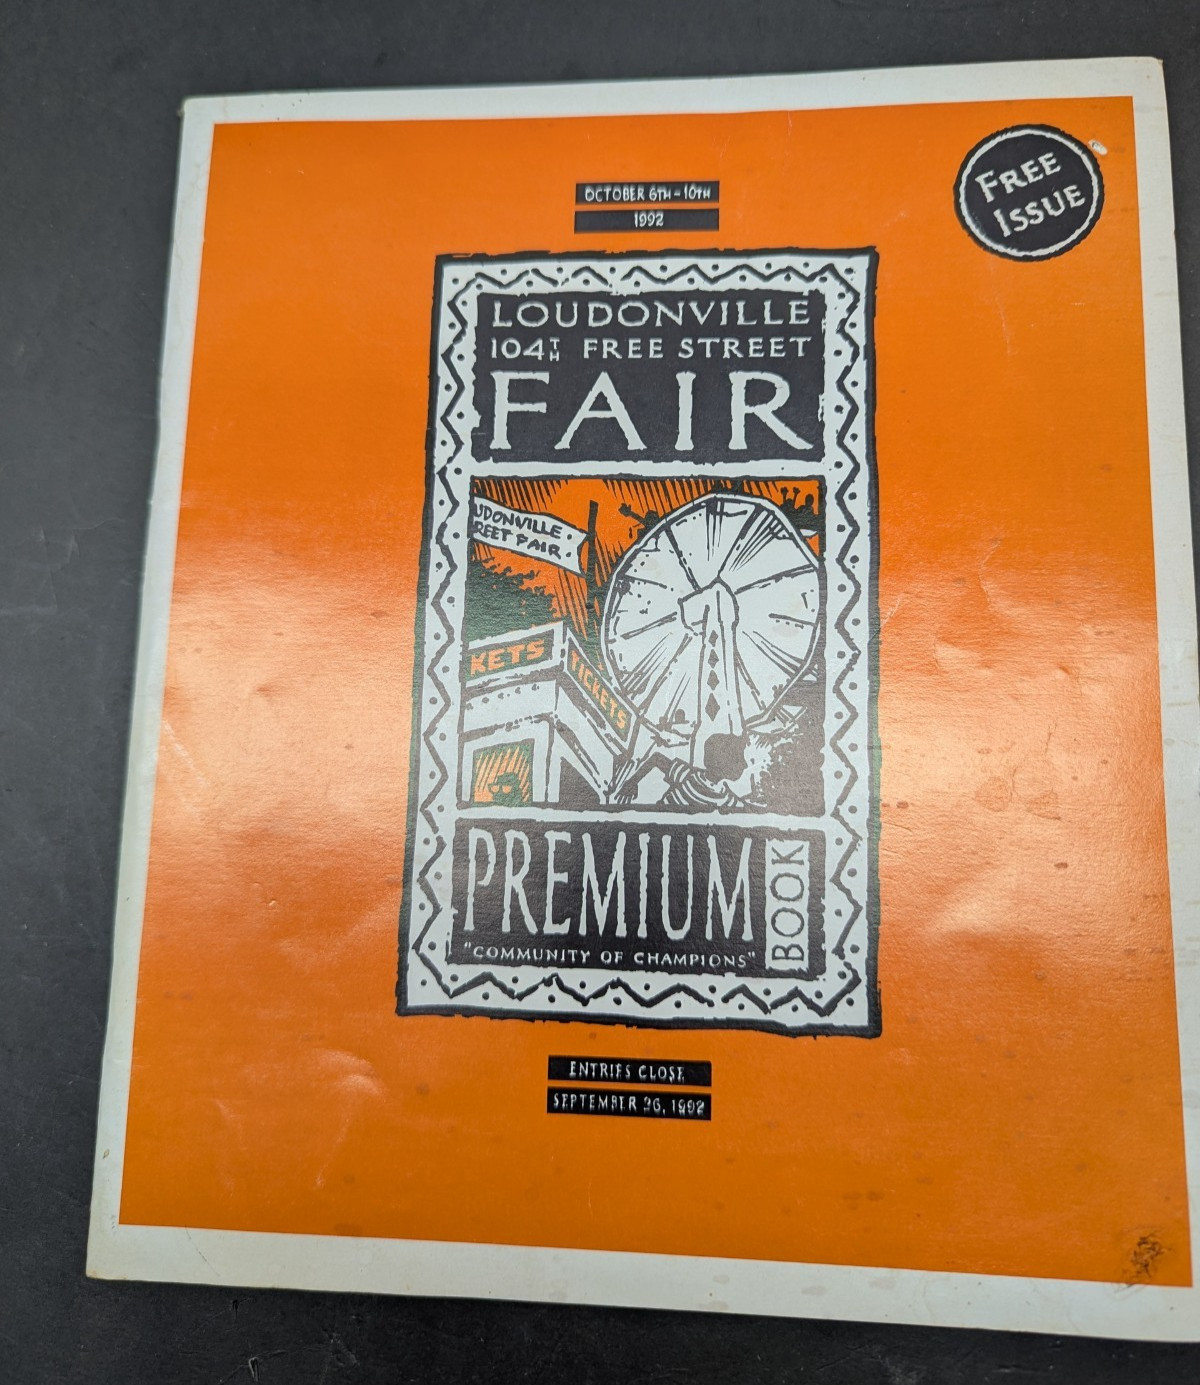 OCTOBER 6TH - 10TH
1992
FREE
ISSUE
LOUDONVILLE
104TH FREE STREET
FAIR
UDONVILLE
REET FAIR
KETS
TICKETS
PREMIUM
BOOK
"COMMUNITY OF CHAMPIONS"
ENTRIES CLOSE
SEPTEMBER 26, 1992